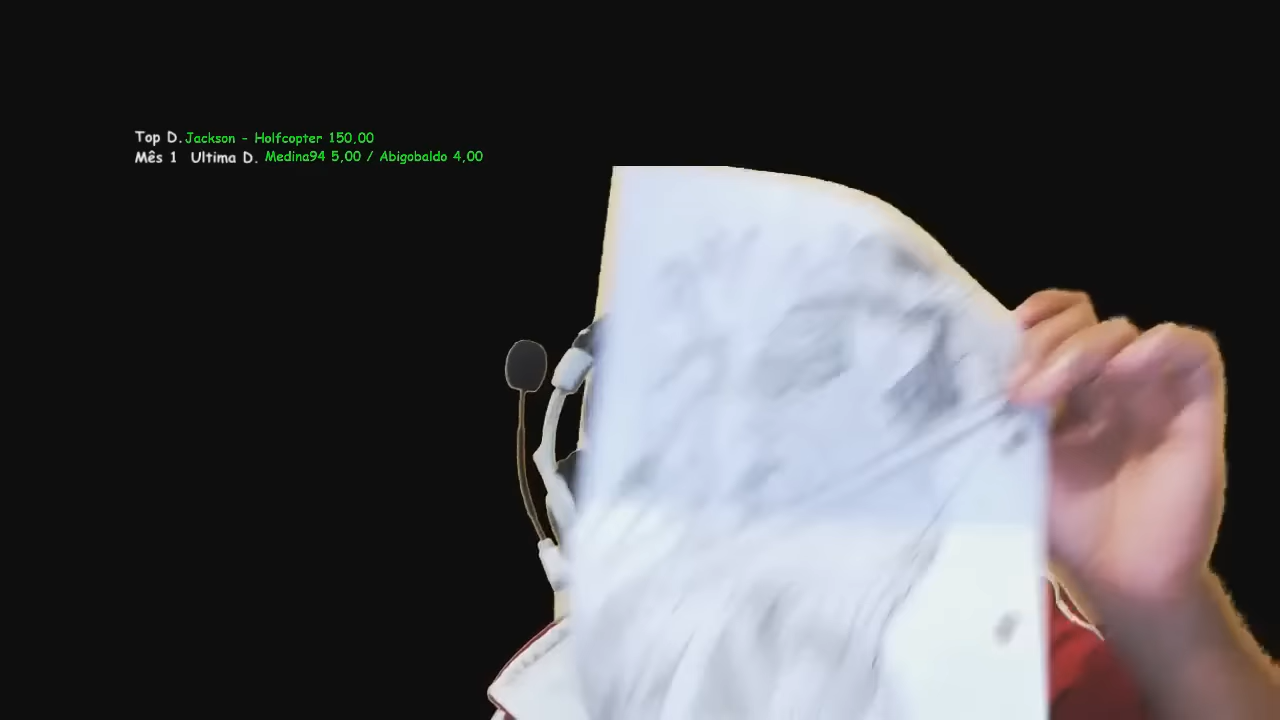 Top D. Jackson - Holfcopter 150,00
Mês 1 Ultima D. Medina94 5,00 / Abigobaldo 4,00